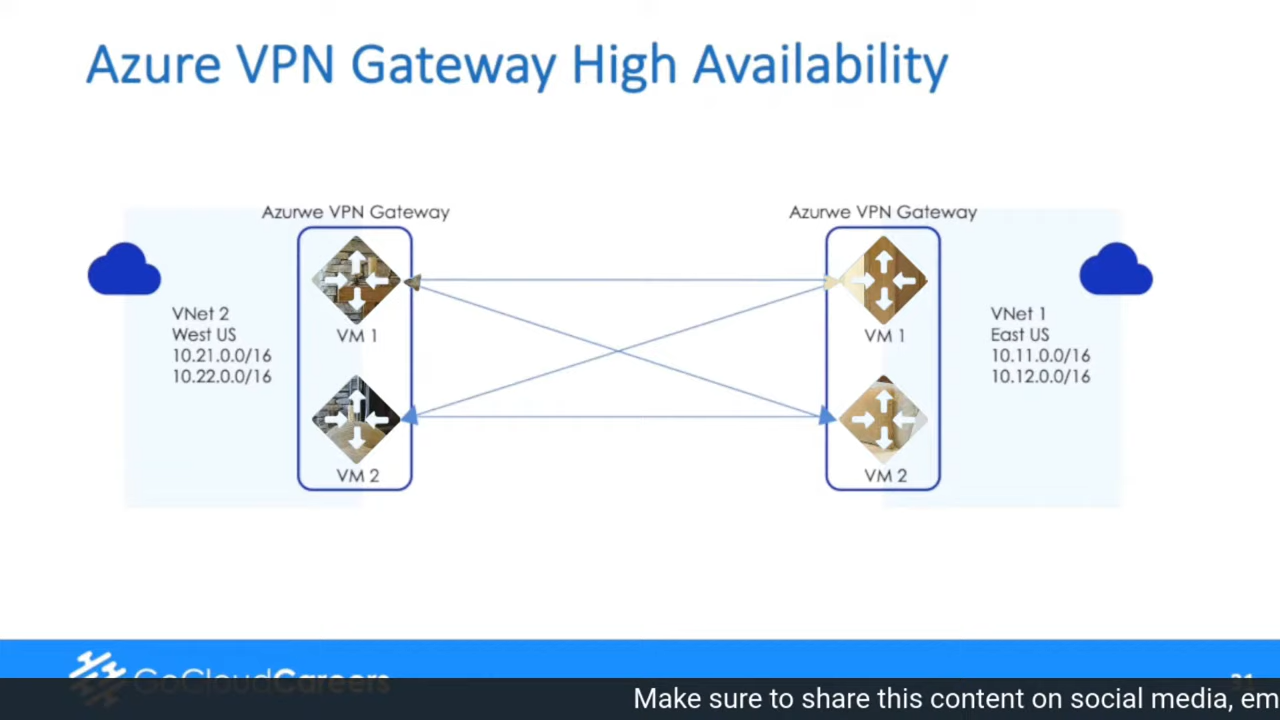 Azure VPN Gateway High Availability
Azurwe VPN Gateway
Azurwe VPN Gateway
VM 1
VM 1
VNet 2
West US
10.21.0.0/16
10.22.0.0/16
VNet 1
East US
10.11.0.0/16
10.12.0.0/16
VM 2
VM 2
GoCloudCareers
31
Make sure to share this content on social media, em